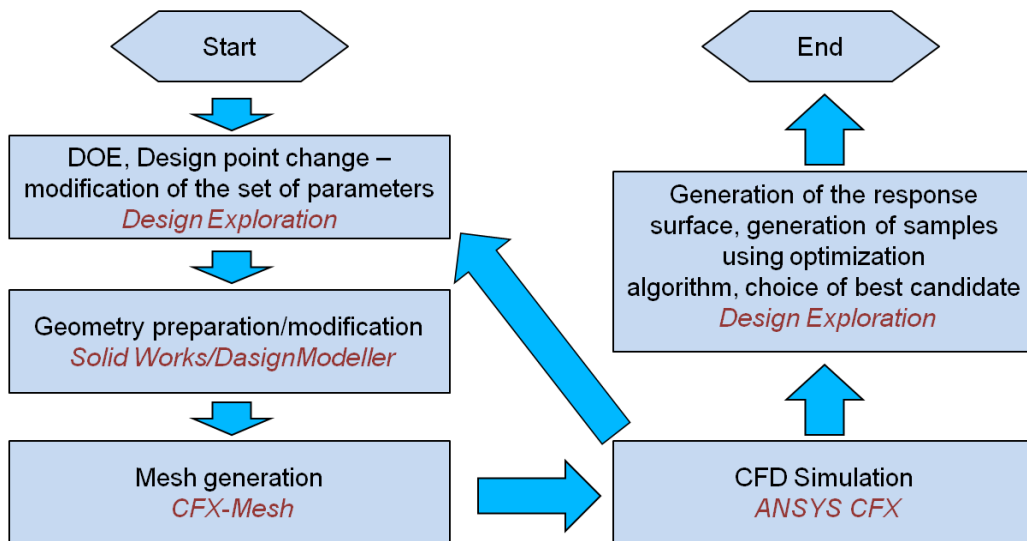 Start
DOE, Design point change –
modification of the set of parameters
Design Exploration
Geometry preparation/modification
Solid Works/DasignModeller
Mesh generation
CFX-Mesh
CFD Simulation
ANSYS CFX
Generation of the response
surface, generation of samples
using optimization
algorithm, choice of best candidate
Design Exploration
End